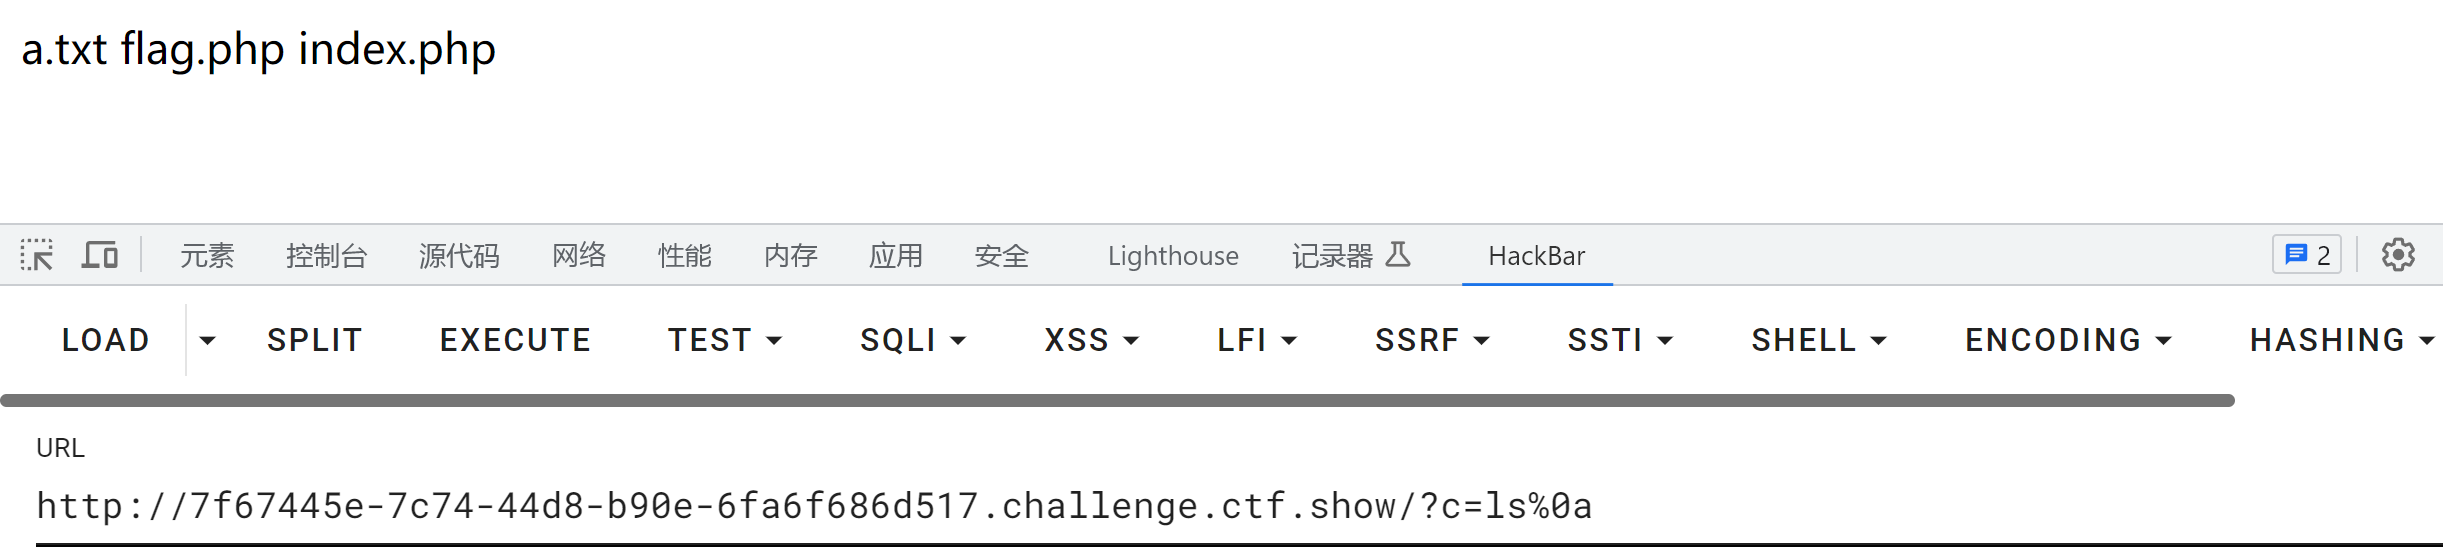 a.txt flag.php index.php
元素 控制台 源代码 网络 性能 内存 应用 安全 Lighthouse 记录器 HackBar 2
LOAD SPLIT EXECUTE TEST SQLI XSS LFI SSRF SSTI SHELL ENCODING HASHING
URL
http://7f67445e-7c74-44d8-b90e-6fa6f686d517.challenge.ctf.show/?c=ls%0a